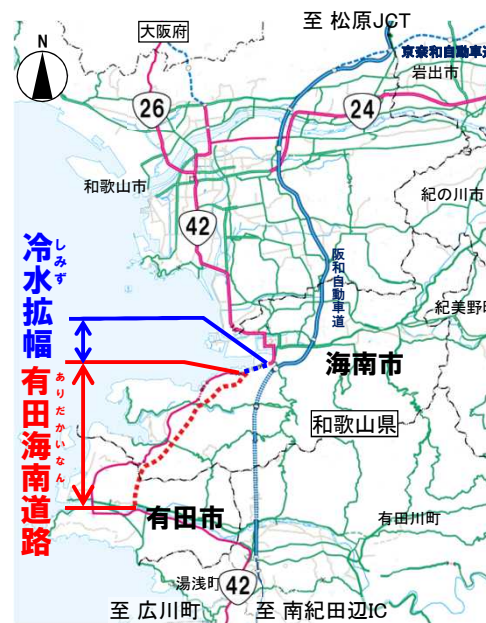 至 松原JCT
大阪府
N
京奈和自動車道
岩出市
26
24
和歌山市
紀の川市
42
しみず
冷水拡幅
阪和自動車道
紀美野町
海南市
ありだかいなん
有田海南道路
和歌山県
有田市
有田川町
湯浅町
42
至 広川町
至 南紀田辺IC